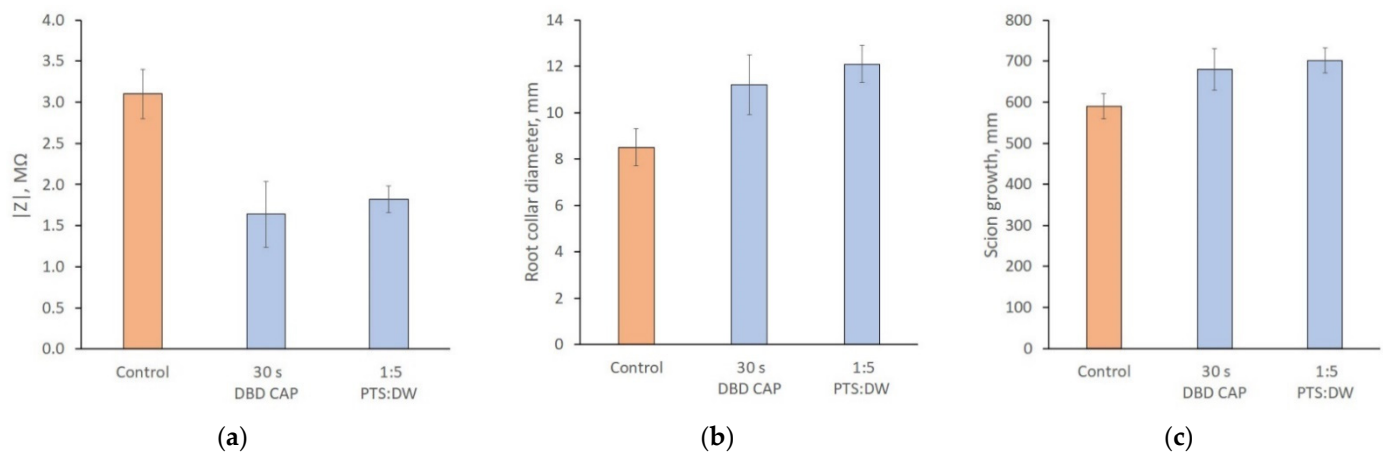 |Z|, MΩ
4.0
3.5
3.0
2.5
2.0
1.5
1.0
0.5
0.0
Control
30 s
DBD CAP
1:5
PTS:DW
(a)
Root collar diameter, mm
14
12
10
8
6
4
2
0
Control
30 s
DBD CAP
1:5
PTS:DW
(b)
Scion growth, mm
800
700
600
500
400
300
200
100
0
Control
30 s
DBD CAP
1:5
PTS:DW
(c)